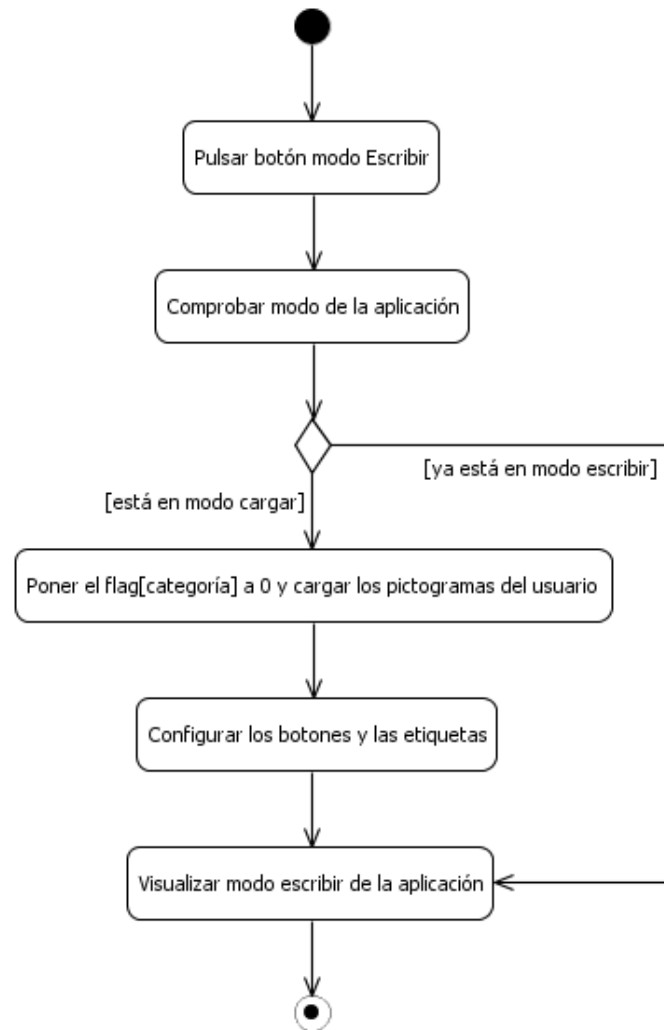 Pulsar botón modo Escribir
Comprobar modo de la aplicación
[ya está en modo escribir]
[está en modo cargar]
Poner el flag[categoría] a 0 y cargar los pictogramas del usuario
Configurar los botones y las etiquetas
Visualizar modo escribir de la aplicación